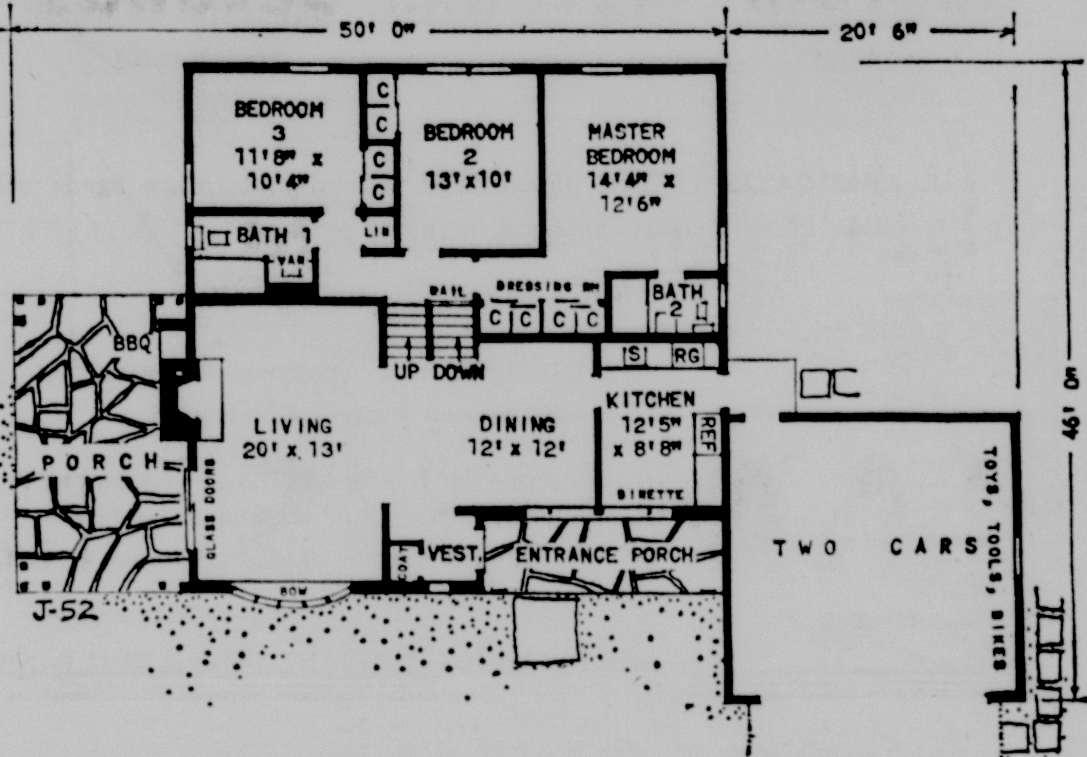 50' 0"
20' 6"
BEDROOM
3
11'8" x
10'4"
C
C
C
C
BEDROOM
2
13'x10'
MASTER
BEDROOM
14'4" x
12'6"
LIN
BATH 1
VAN
RAIL
DRESSING RM
C C C C
BATH
2
BBQ
UP DOWN
S
RG
46' 0"
KITCHEN
12'5"
x 8'8"
REF
LIVING
20' x 13'
DINING
12' x 12'
PORCH
GLASS DOORS
DINETTE
TOYS, TOOLS, BIKES
COAT
VEST.
ENTRANCE PORCH
TWO CARS
BOW
J-52